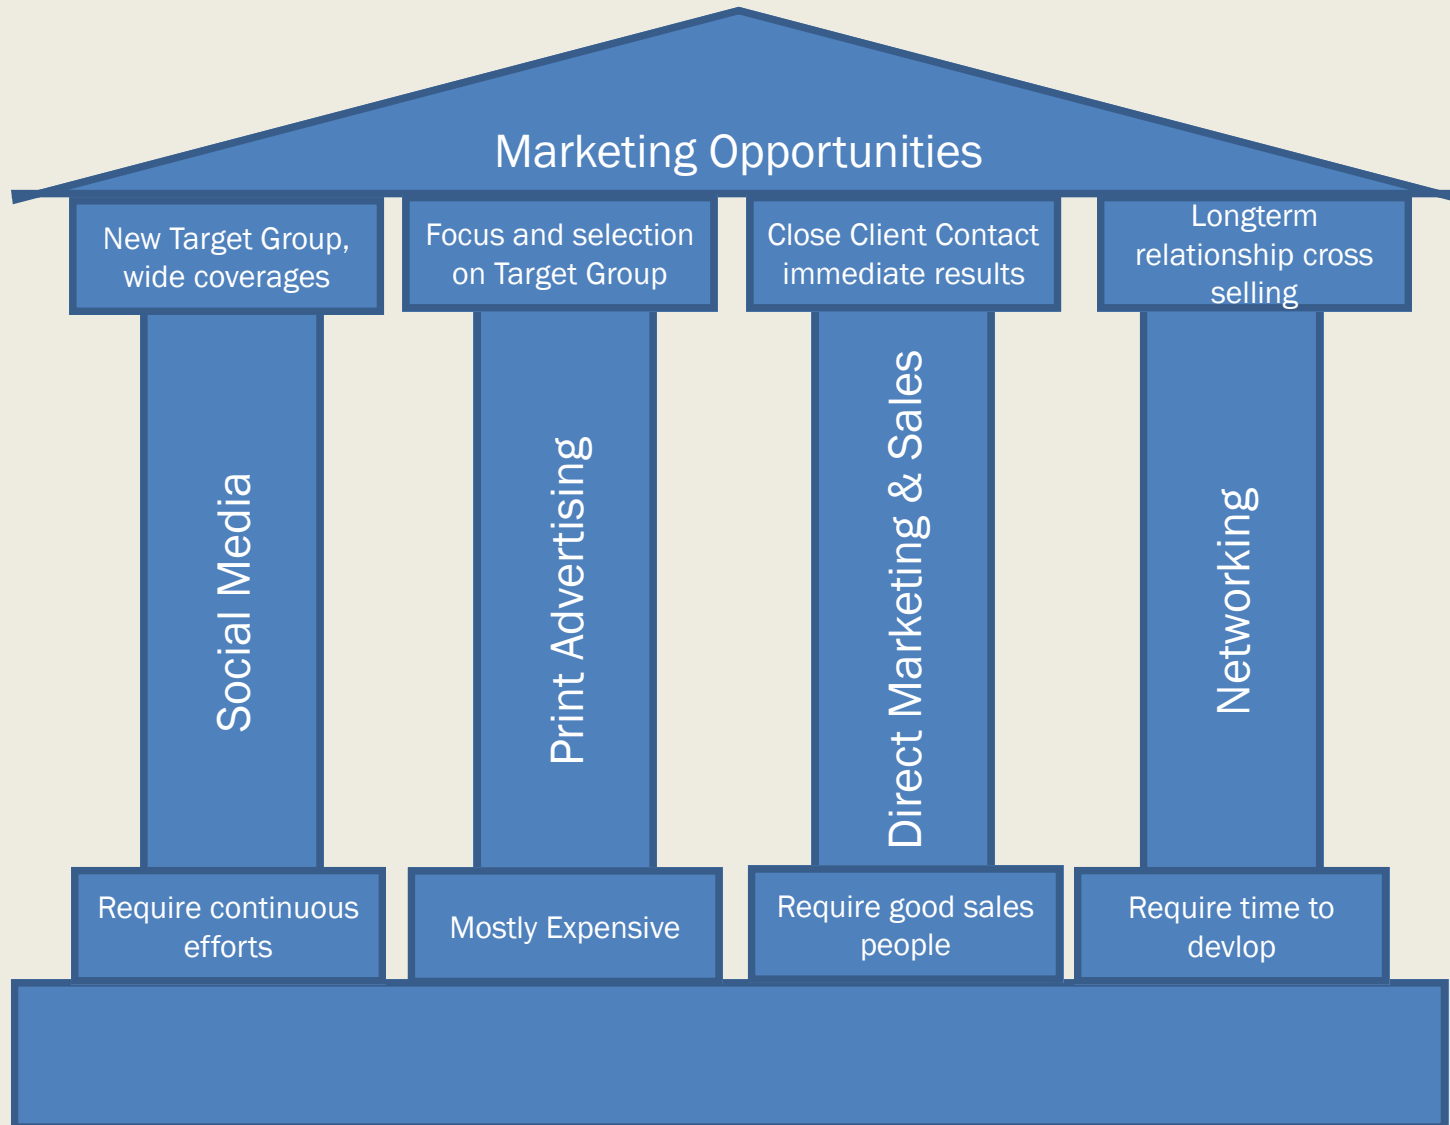 Marketing Opportunities
New Target Group,
wide coverages
Focus and selection
on Target Group
Close Client Contact
immediate results
Longterm
relationship cross
selling
Social Media
Print Advertising
Direct Marketing & Sales
Networking
Require continuous
efforts
Mostly Expensive
Require good sales
people
Require time to
devlop